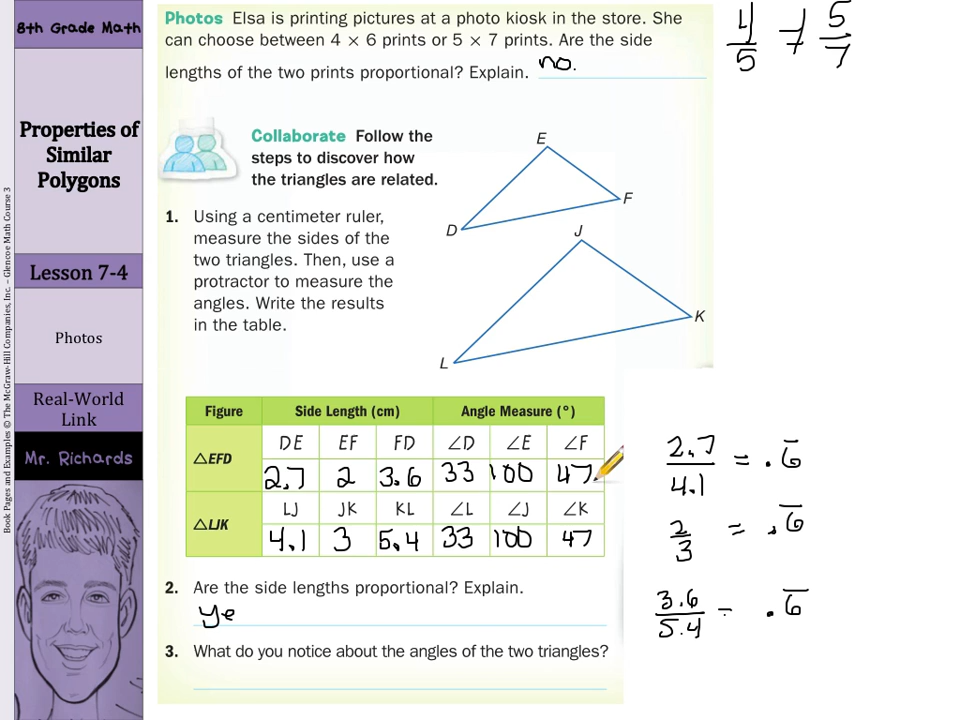 8th Grade Math
Properties of
Similar
Polygons
Lesson 7-4
Photos
Real-World
Link
Mr. Richards
Book Pages and Examples © The McGraw-Hill Companies, Inc. – Glencoe Math Course 3
Photos Elsa is printing pictures at a photo kiosk in the store. She
can choose between 4 × 6 prints or 5 × 7 prints. Are the side
lengths of the two prints proportional? Explain. no.
4/5 ≠ 5/7
Collaborate Follow the
steps to discover how
the triangles are related.
1. Using a centimeter ruler,
measure the sides of the
two triangles. Then, use a
protractor to measure the
angles. Write the results
in the table.
E
F
D
J
K
L
Figure Side Length (cm) Angle Measure (°)
△EFD DE EF FD ∠D ∠E ∠F
2.7 2 3.6 33 100 47
△LJK LJ JK KL ∠L ∠J ∠K
4.1 3 5.4 33 100 47
2.7/4.1 = .6̅
2/3 = .6̅
3.6/5.4 = .6̅
2. Are the side lengths proportional? Explain.
ye
3. What do you notice about the angles of the two triangles?